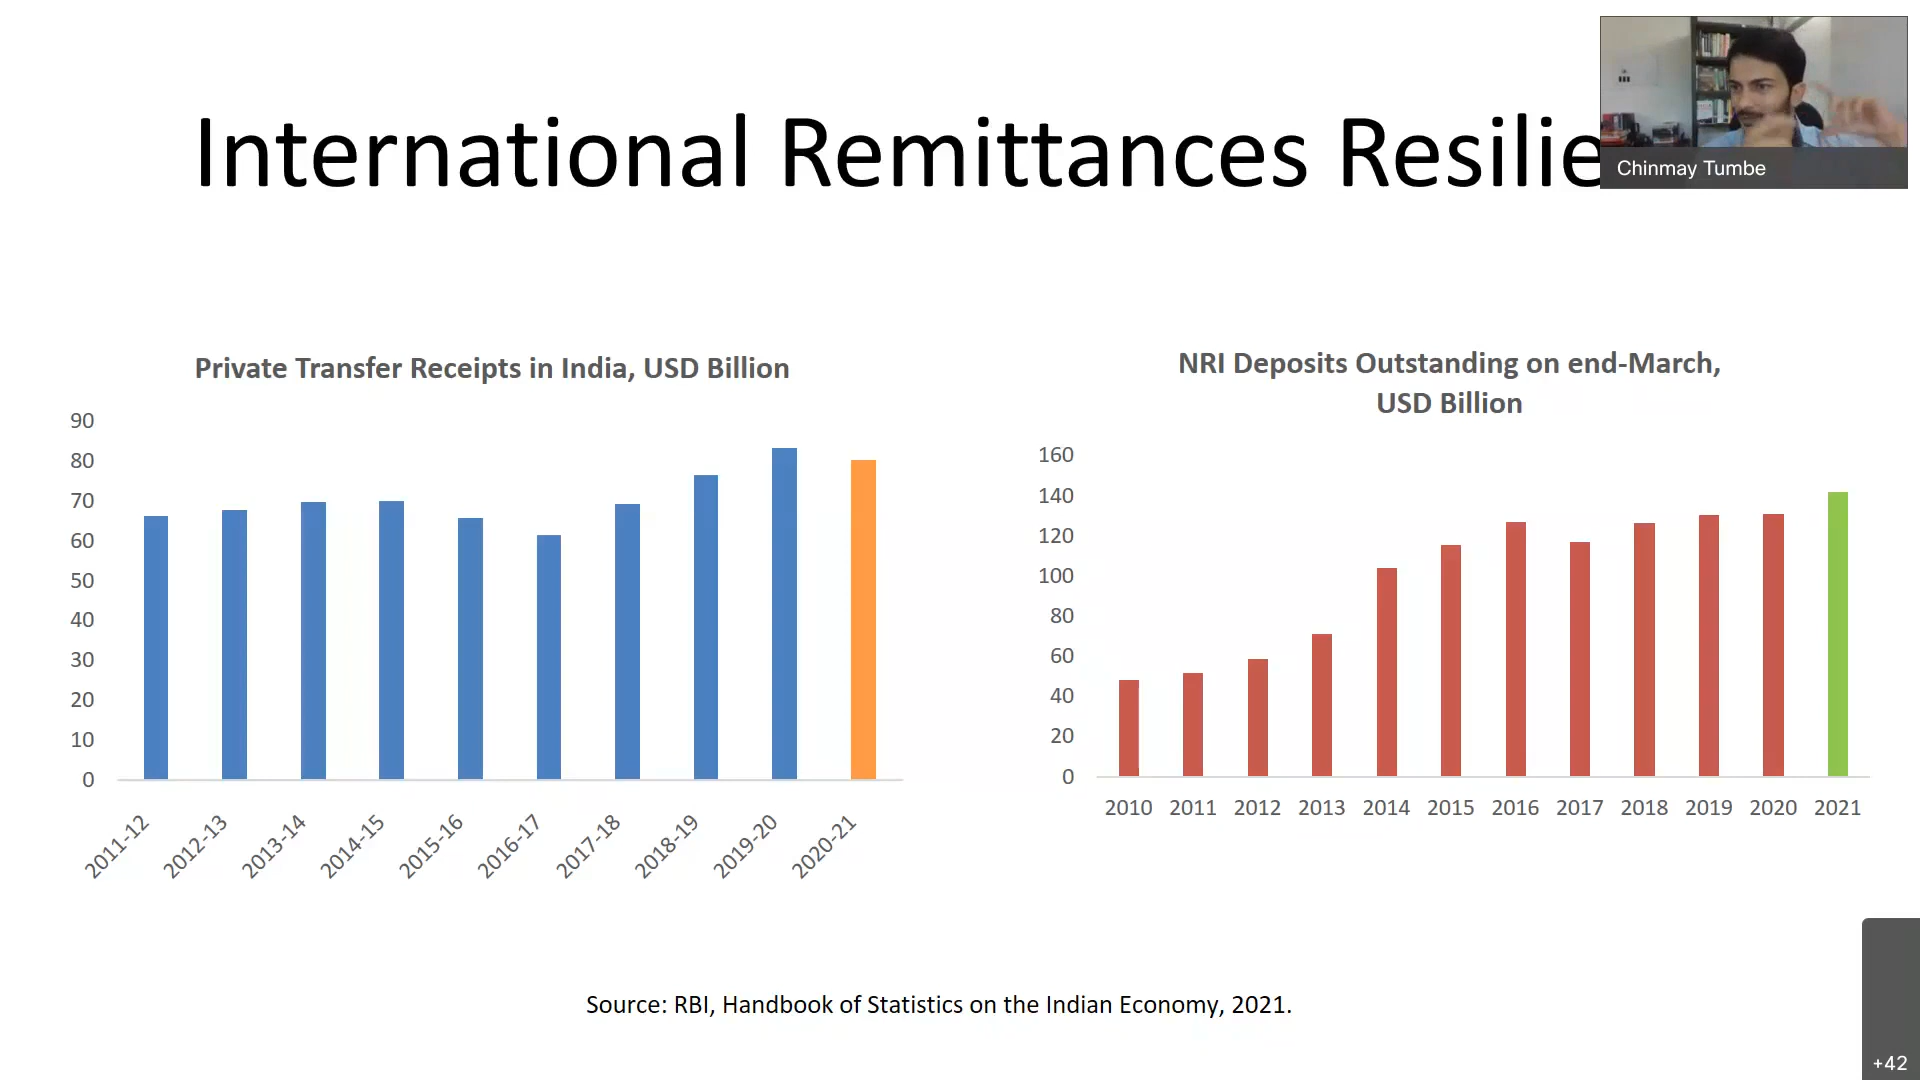 International Remittances Resilie
Chinmay Tumbe
Private Transfer Receipts in India, USD Billion
90
80
70
60
50
40
30
20
10
0
2011-12 2012-13 2013-14 2014-15 2015-16 2016-17 2017-18 2018-19 2019-20 2020-21
NRI Deposits Outstanding on end-March,
USD Billion
160
140
120
100
80
60
40
20
0
2010 2011 2012 2013 2014 2015 2016 2017 2018 2019 2020 2021
Source: RBI, Handbook of Statistics on the Indian Economy, 2021.
+42